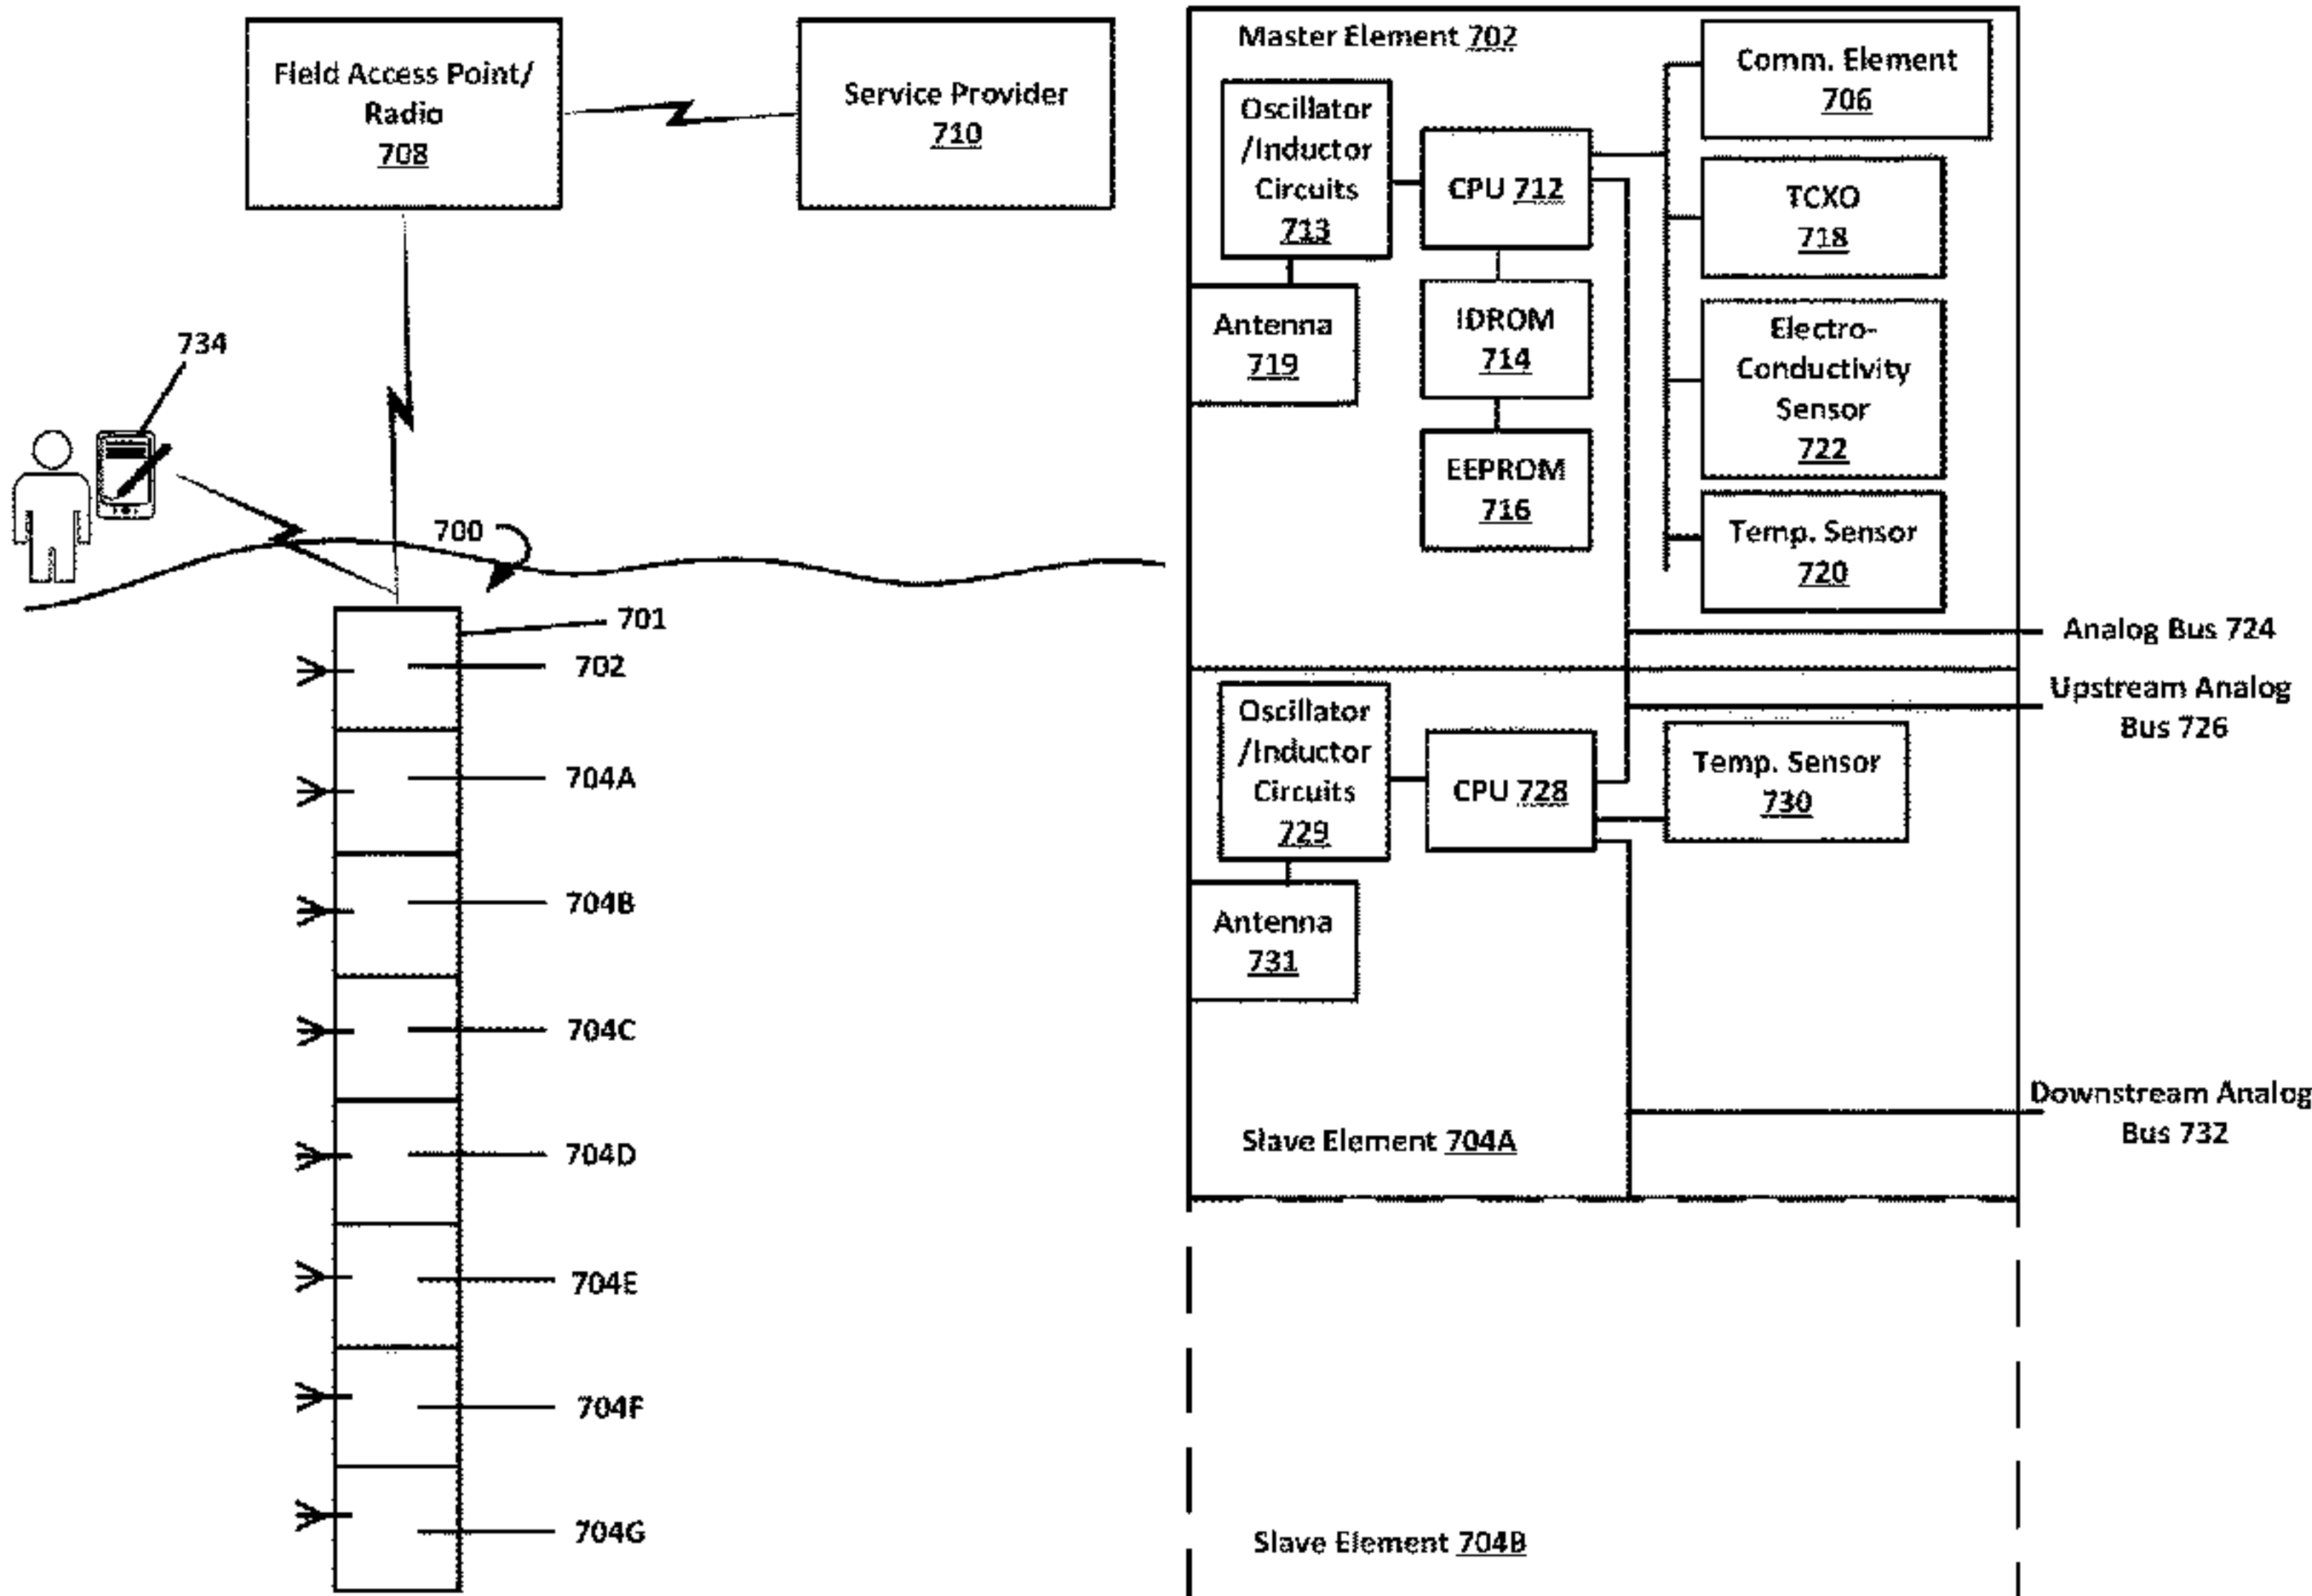 Field Access Point/
Radio
708
Service Provider
710
734
700
701
702
704A
704B
704C
704D
704E
704F
704G
Master Element 702
Oscillator
/Inductor
Circuits
713
CPU 712
Antenna
719
IDROM
714
EEPROM
716
Comm. Element
706
TCXO
718
Electro-
Conductivity
Sensor
722
Temp. Sensor
720
Analog Bus 724
Upstream Analog
Bus 726
Oscillator
/Inductor
Circuits
729
CPU 728
Temp. Sensor
730
Antenna
731
Downstream Analog
Bus 732
Slave Element 704A
Slave Element 704B